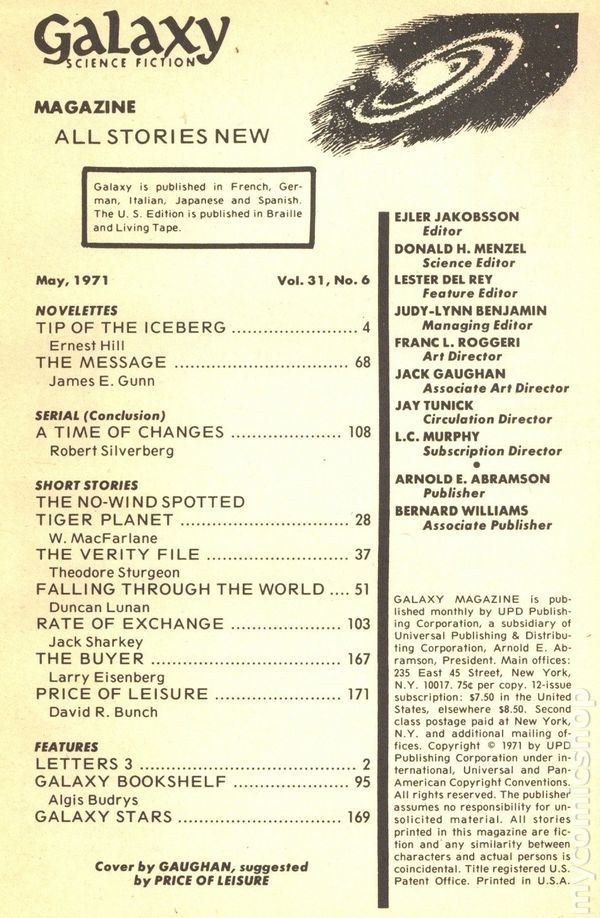 Galaxy
SCIENCE FICTION
MAGAZINE
ALL STORIES NEW
Galaxy is published in French, Ger-
man, Italian, Japanese and Spanish.
The U. S. Edition is published in Braille
and Living Tape.
May, 1971 Vol. 31, No. 6
NOVELETTES
TIP OF THE ICEBERG .................. 4
Ernest Hill
THE MESSAGE ......................... 68
James E. Gunn
SERIAL (Conclusion)
A TIME OF CHANGES ................ 108
Robert Silverberg
SHORT STORIES
THE NO-WIND SPOTTED
TIGER PLANET ........................ 28
W. MacFarlane
THE VERITY FILE ..................... 37
Theodore Sturgeon
FALLING THROUGH THE WORLD .... 51
Duncan Lunan
RATE OF EXCHANGE ................. 103
Jack Sharkey
THE BUYER ............................ 167
Larry Eisenberg
PRICE OF LEISURE ................... 171
David R. Bunch
FEATURES
LETTERS 3 ............................... 2
GALAXY BOOKSHELF ................. 95
Algis Budrys
GALAXY STARS ....................... 169
Cover by GAUGHAN, suggested
by PRICE OF LEISURE
EJLER JAKOBSSON
Editor
DONALD H. MENZEL
Science Editor
LESTER DEL REY
Feature Editor
JUDY-LYNN BENJAMIN
Managing Editor
FRANC L. ROGGERI
Art Director
JACK GAUGHAN
Associate Art Director
JAY TUNICK
Circulation Director
L.C. MURPHY
Subscription Director
•
ARNOLD E. ABRAMSON
Publisher
BERNARD WILLIAMS
Associate Publisher
GALAXY MAGAZINE is pub-
lished monthly by UPD Publish-
ing Corporation, a subsidiary of
Universal Publishing & Distribu-
ting Corporation, Arnold E. Ab-
ramson, President. Main offices:
235 East 45 Street, New York,
N.Y. 10017. 75¢ per copy. 12-issue
subscription: $7.50 in the United
States, elsewhere $8.50. Second
class postage paid at New York,
N.Y. and additional mailing of-
fices. Copyright © 1971 by UPD
Publishing Corporation under In-
ternational, Universal and Pan-
American Copyright Conventions.
All rights reserved. The publisher
assumes no responsibility for un-
solicited material. All stories
printed in this magazine are fic-
tion and any similarity between
characters and actual persons is
coincidental. Title registered U.S.
Patent Office. Printed in U.S.A.
mycomicshop